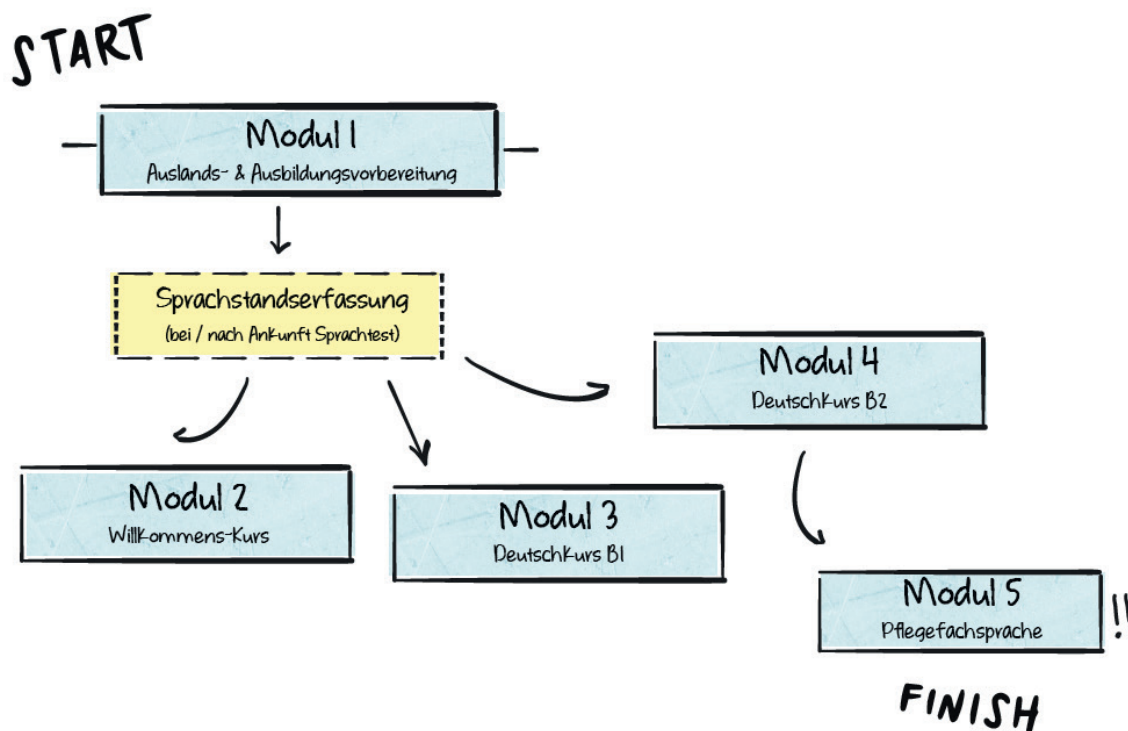 START
Modul 1
Auslands- & Ausbildungsvorbereitung
Sprachstandserfassung
(bei / nach Ankunft Sprachtest)
Modul 4
Deutschkurs B2
Modul 2
Willkommens-Kurs
Modul 3
Deutschkurs B1
Modul 5
Pflegefachsprache
!!
FINISH